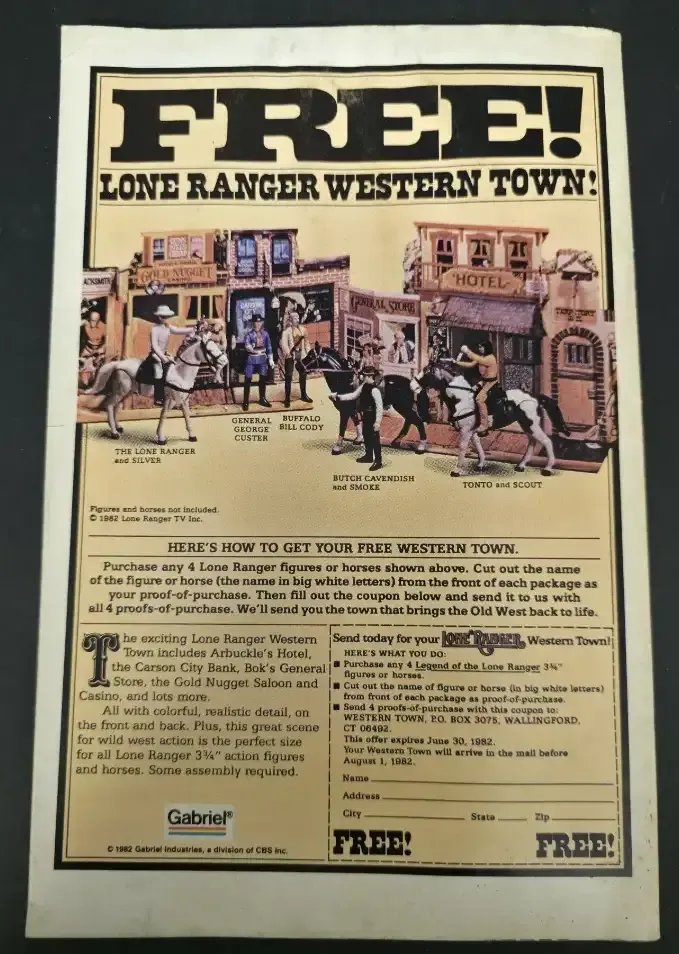 FREE!
LONE RANGER WESTERN TOWN!
ACKSMITH
GOLD NUGGET
GENERAL STORE
HOTEL
THE LONE RANGER
and SILVER
GENERAL
GEORGE
CUSTER
BUFFALO
BILL CODY
BUTCH CAVENDISH
and SMOKE
TONTO and SCOUT
Figures and horses not included.
© 1982 Lone Ranger TV Inc.
HERE'S HOW TO GET YOUR FREE WESTERN TOWN.
Purchase any 4 Lone Ranger figures or horses shown above. Cut out the name
of the figure or horse (the name in big white letters) from the front of each package as
your proof-of-purchase. Then fill out the coupon below and send it to us with
all 4 proofs-of-purchase. We'll send you the town that brings the Old West back to life.
The exciting Lone Ranger Western
Town includes Arbuckle's Hotel,
the Carson City Bank, Bok's General
Store, the Gold Nugget Saloon and
Casino, and lots more.
All with colorful, realistic detail, on
the front and back. Plus, this great scene
for wild west action is the perfect size
for all Lone Ranger 3¾" action figures
and horses. Some assembly required.
Gabriel®
© 1982 Gabriel Industries, a division of CBS Inc.
Send today for your LONE RANGER Western Town!
HERE'S WHAT YOU DO:
■ Purchase any 4 Legend of the Lone Ranger 3¾"
figures or horses.
■ Cut out the name of figure or horse (in big white letters)
from front of each package as proof-of-purchase.
■ Send 4 proofs-of-purchase with this coupon to:
WESTERN TOWN, P.O. BOX 3075, WALLINGFORD,
CT 06492.
This offer expires June 30, 1982.
Your Western Town will arrive in the mail before
August 1, 1982.
Name
Address
City State Zip
FREE! FREE!